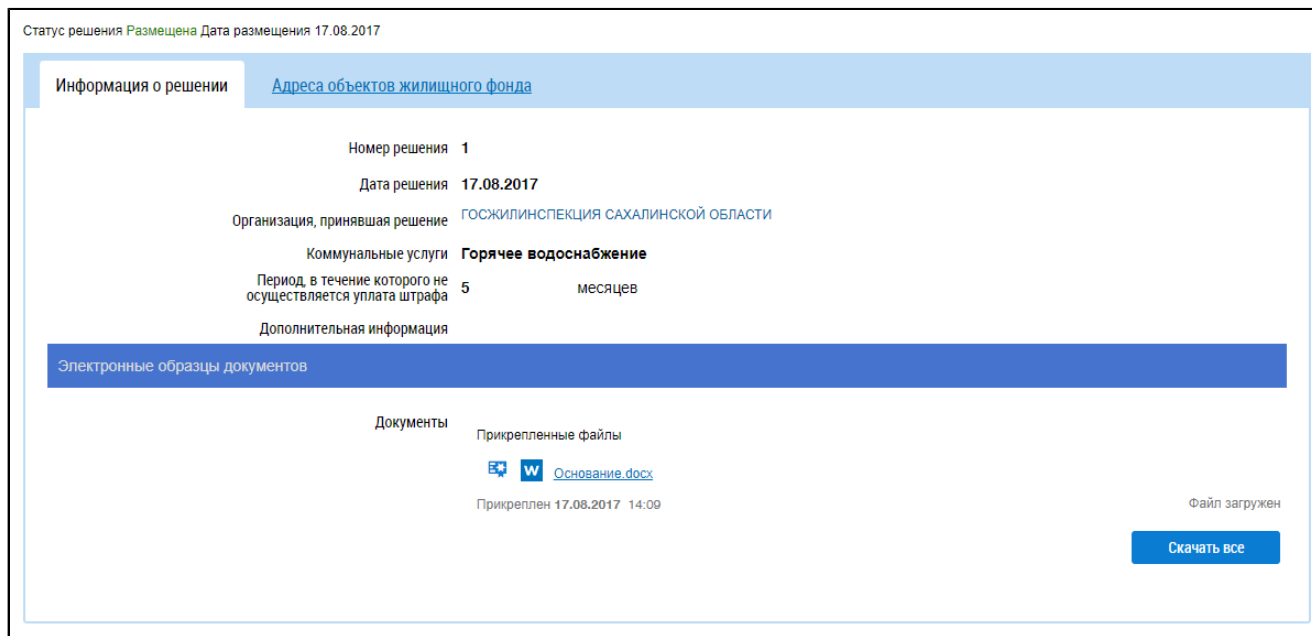 Статус решения Размещена Дата размещения 17.08.2017
Информация о решении Адреса объектов жилищного фонда
Номер решения 1
Дата решения 17.08.2017
Организация, принявшая решение ГОСЖИЛИНСПЕКЦИЯ САХАЛИНСКОЙ ОБЛАСТИ
Коммунальные услуги Горячее водоснабжение
Период, в течение которого не
осуществляется уплата штрафа 5 месяцев
Дополнительная информация
Электронные образцы документов
Документы
Прикрепленные файлы
W Основание.docx
Прикреплен 17.08.2017 14:09 Файл загружен
Скачать все